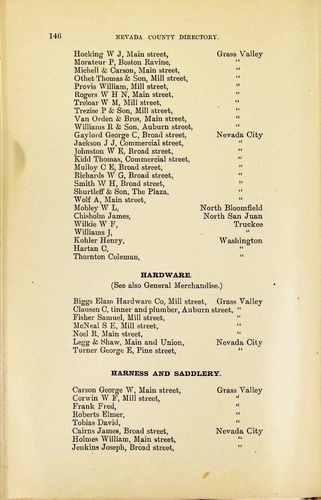 146 NEVADA COUNTY DIRECTORY.
Hocking W J, Main street, Grass Valley
Morateur P, Boston Ravine, "
Michell & Carson, Main street, "
Othet Thomas & Son, Mill street, "
Provis William, Mill street, "
Rogers W H N, Main street, "
Treloar W M, Mill street, "
Trezise P & Son, Mill street, "
Van Orden & Bros, Main street, "
Williams R & Son, Auburn street, "
Gaylord George C, Broad street, Nevada City
Jackson J J, Commercial street, "
Johnston W E, Broad street, "
Kidd Thomas, Commercial street, "
Mulloy C E, Broad street, "
Richards W G, Broad street, "
Smith W H, Broad street, "
Shurtleff & Son, The Plaza, "
Wolf A, Main street, "
Mobley W L, North Bloomfield
Chisholm James, North San Juan
Wilkie W F, Truckee
Williams J, "
Kohler Henry, Washington
Hartan C, "
Thornton Coleman, "
HARDWARE.
(See also General Merchandise.)
Biggs Elam Hardware Co, Mill street, Grass Valley
Clausen C, tinner and plumber, Auburn street, "
Fisher Samuel, Mill street, "
McNeal S E, Mill street, "
Noel R, Main street, "
Legg & Shaw, Main and Union, Nevada City
Turner George E, Pine street, "
HARNESS AND SADDLERY.
Carson George W, Main street, Grass Valley
Corwin W F, Mill street, "
Frank Fred, "
Roberts Elmer, "
Tobias David, "
Cairns James, Broad street, Nevada City
Holmes William, Main street, "
Jenkins Joseph, Broad street, "